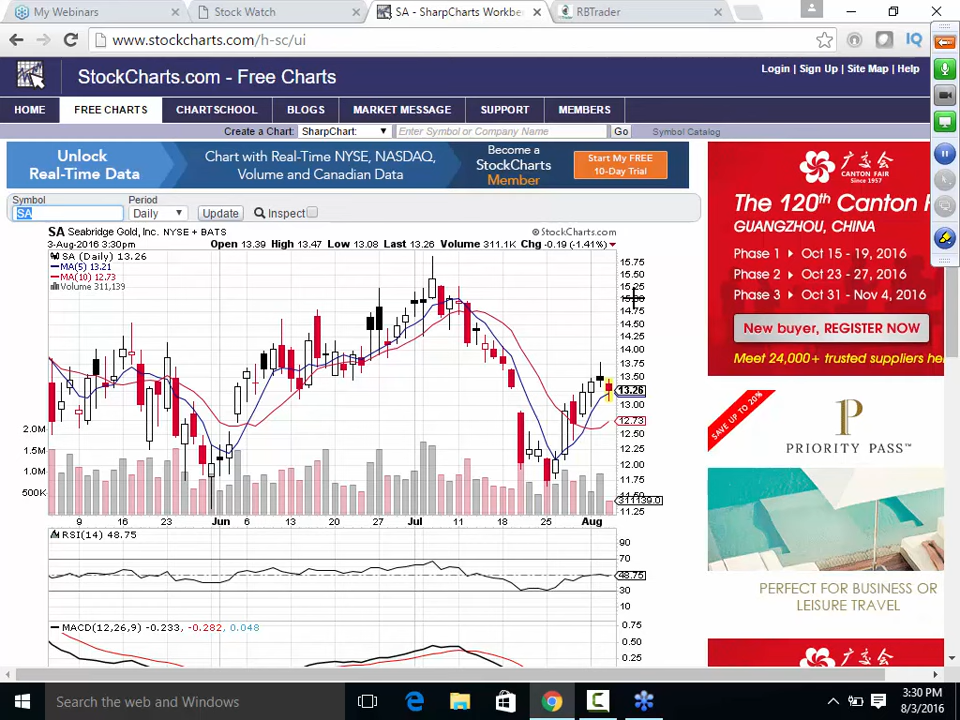 My Webinars
Stock Watch
SA - SharpCharts Workbe
RBTrader
www.stockcharts.com/h-sc/ui
IQ
StockCharts.com - Free Charts
Login | Sign Up | Site Map | Help
HOME
FREE CHARTS
CHARTSCHOOL
BLOGS
MARKET MESSAGE
SUPPORT
MEMBERS
Create a Chart: SharpChart:
Enter Symbol or Company Name
Go
Symbol Catalog
Unlock
Real-Time Data
Chart with Real-Time NYSE, NASDAQ,
Volume and Canadian Data
Become a
StockCharts
Member
Start My FREE
10-Day Trial
Symbol
Period
SA
Daily
Update
Inspect
SA Seabridge Gold, Inc. NYSE + BATS
© StockCharts.com
3-Aug-2016 3:30pm
Open 13.39 High 13.47 Low 13.08 Last 13.26 Volume 311.1K Chg -0.19 (-1.41%)
SA (Daily) 13.26
MA(5) 13.21
MA(10) 12.73
Volume 311,139
15.75
15.50
15.25
15.00
14.75
14.50
14.25
14.00
13.75
13.50
13.26
13.00
12.73
12.50
12.25
12.00
11.75
311139.0
11.25
2.0M
1.5M
1.0M
500K
9 16 23 Jun 6 13 20 27 Jul 11 18 25 Aug
RSI(14) 48.75
90
70
48.75
30
10
MACD(12,26,9) -0.233, -0.282, 0.048
0.75
0.50
0.25
广交会
CANTON FAIR
Since 1957
The 120th Canton F
GUANGZHOU, CHINA
Phase 1 Oct 15 - 19, 2016
Phase 2 Oct 23 - 27, 2016
Phase 3 Oct 31 - Nov 4, 2016
New buyer, REGISTER NOW
Meet 24,000+ trusted suppliers he
SAVE UP TO 20%
P
PRIORITY PASS™
PERFECT FOR BUSINESS OR
LEISURE TRAVEL
广交会
Search the web and Windows
3:30 PM
8/3/2016